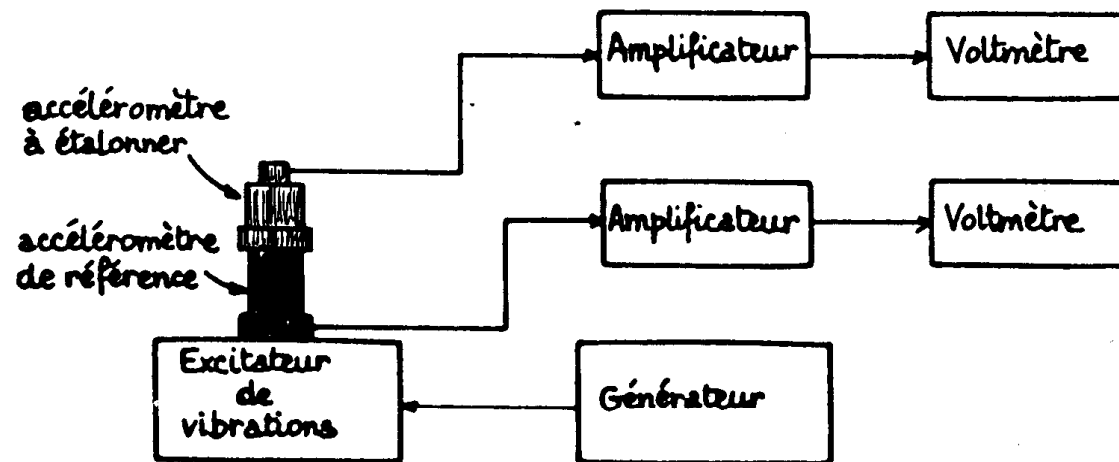 Amplificateur
Voltmètre
accéléromètre
à étalonner
Amplificateur
Voltmètre
accéléromètre
de référence
Excitateur
de
vibrations
Générateur